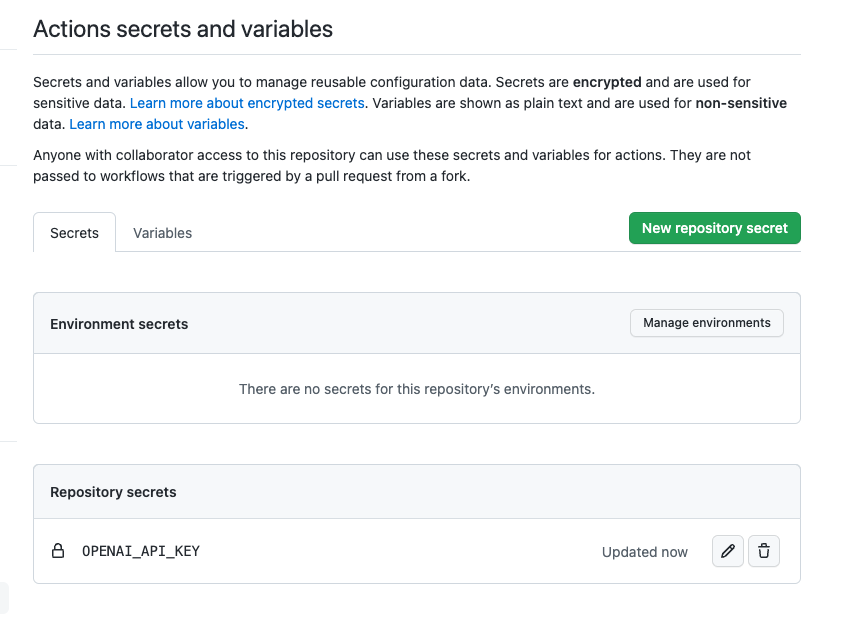 Actions secrets and variables
Secrets and variables allow you to manage reusable configuration data. Secrets are encrypted and are used for
sensitive data. Learn more about encrypted secrets. Variables are shown as plain text and are used for non-sensitive
data. Learn more about variables.
Anyone with collaborator access to this repository can use these secrets and variables for actions. They are not
passed to workflows that are triggered by a pull request from a fork.
Secrets Variables New repository secret
Environment secrets Manage environments
There are no secrets for this repository’s environments.
Repository secrets
OPENAI_API_KEY Updated now